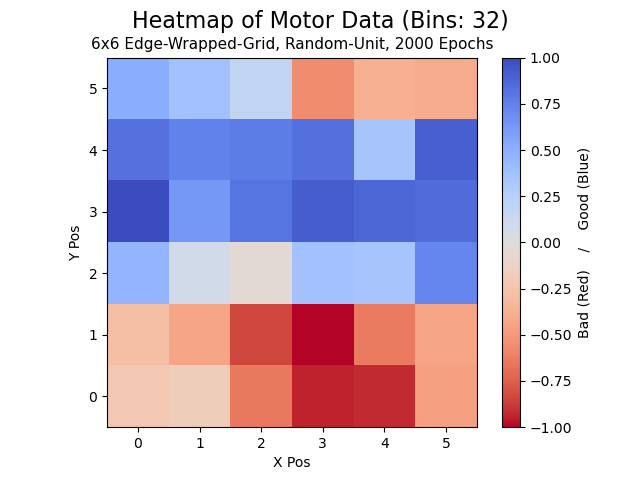 Heatmap of Motor Data (Bins: 32)
6x6 Edge-Wrapped-Grid, Random-Unit, 2000 Epochs
5
4
3
2
1
0
Y Pos
0 1 2 3 4 5
X Pos
1.00
0.75
0.50
0.25
0.00
−0.25
−0.50
−0.75
−1.00
Bad (Red) / Good (Blue)